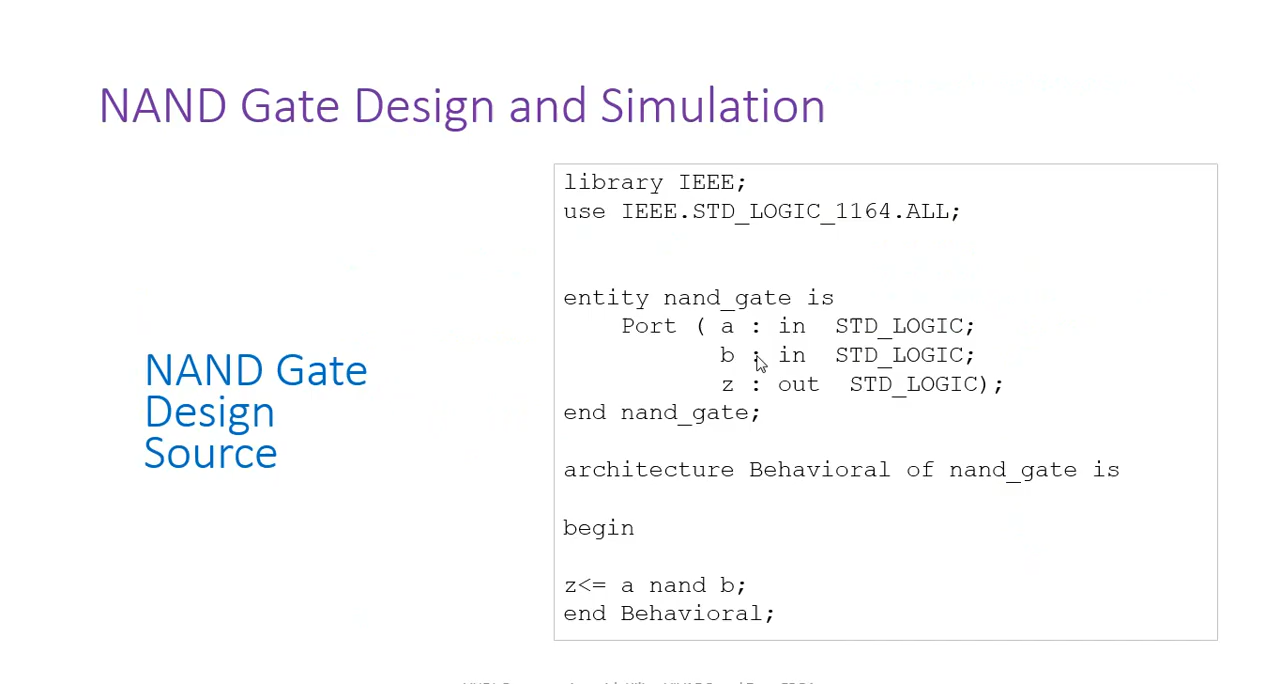 NAND Gate Design and Simulation
NAND Gate
Design
Source
library IEEE;
use IEEE.STD_LOGIC_1164.ALL;
entity nand_gate is
Port ( a : in STD_LOGIC;
b : in STD_LOGIC;
z : out STD_LOGIC);
end nand_gate;
architecture Behavioral of nand_gate is
begin
z<= a nand b;
end Behavioral;